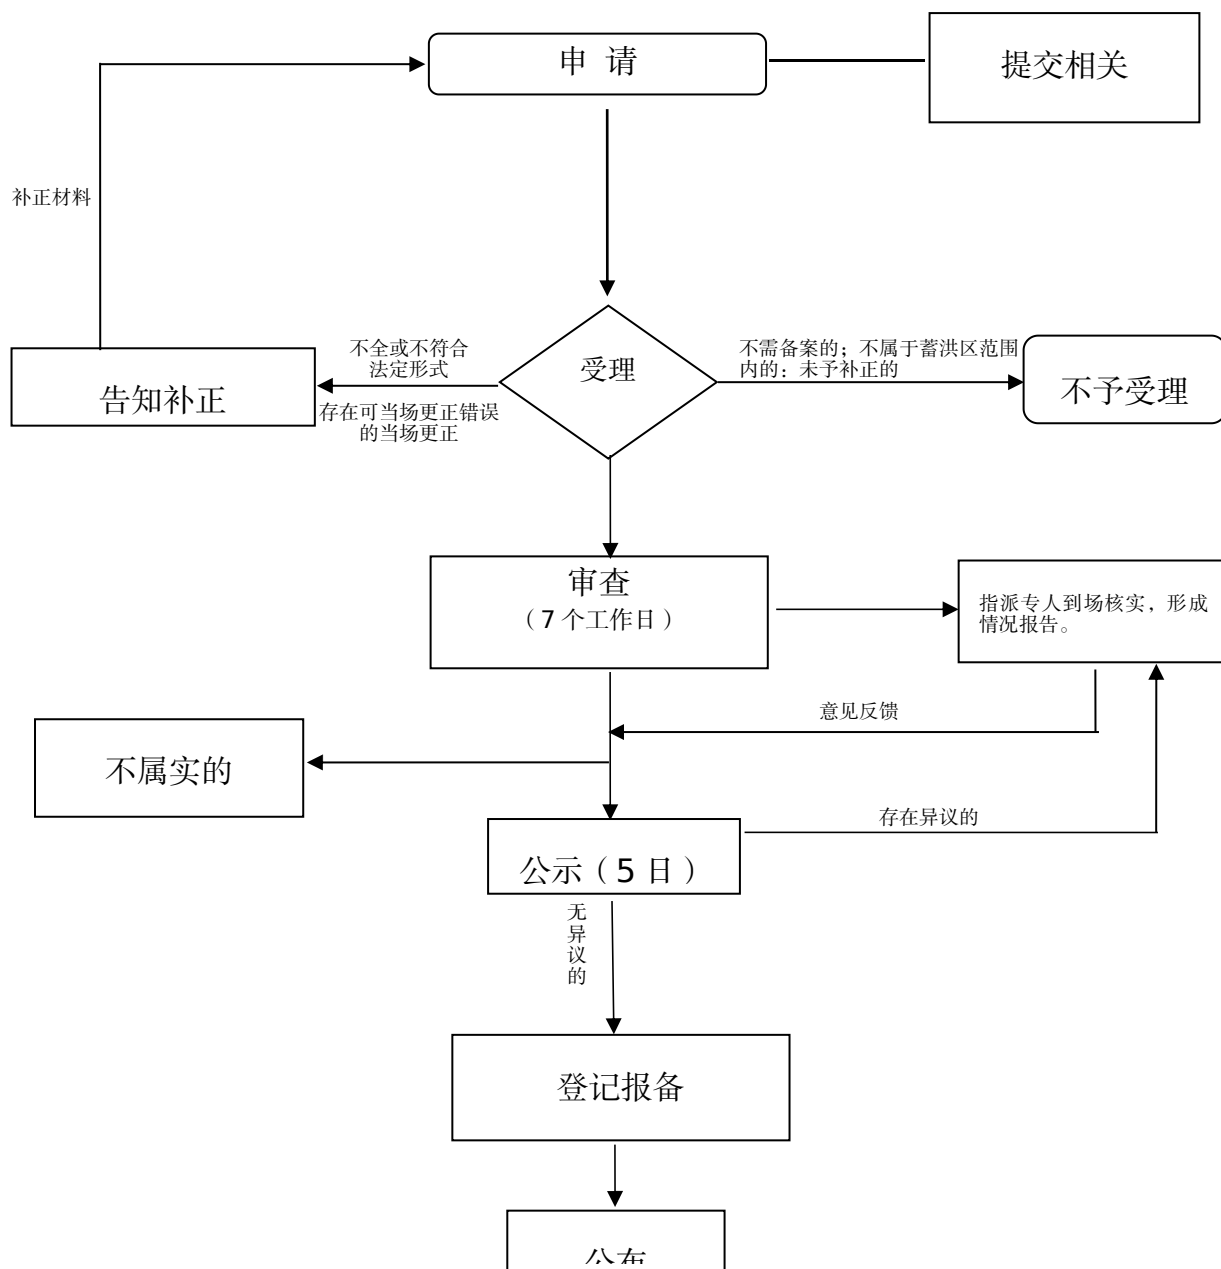 申 请
提交相关
补正材料
不全或不符合
法定形式
受理
不需备案的；不属于蓄洪区范围
内的：未予补正的
告知补正
存在可当场更正错误
的当场更正
不予受理
审查
（7 个工作日）
指派专人到场核实，形成
情况报告。
意见反馈
不属实的
存在异议的
公示（5 日）
无
异
议
的
登记报备
公布